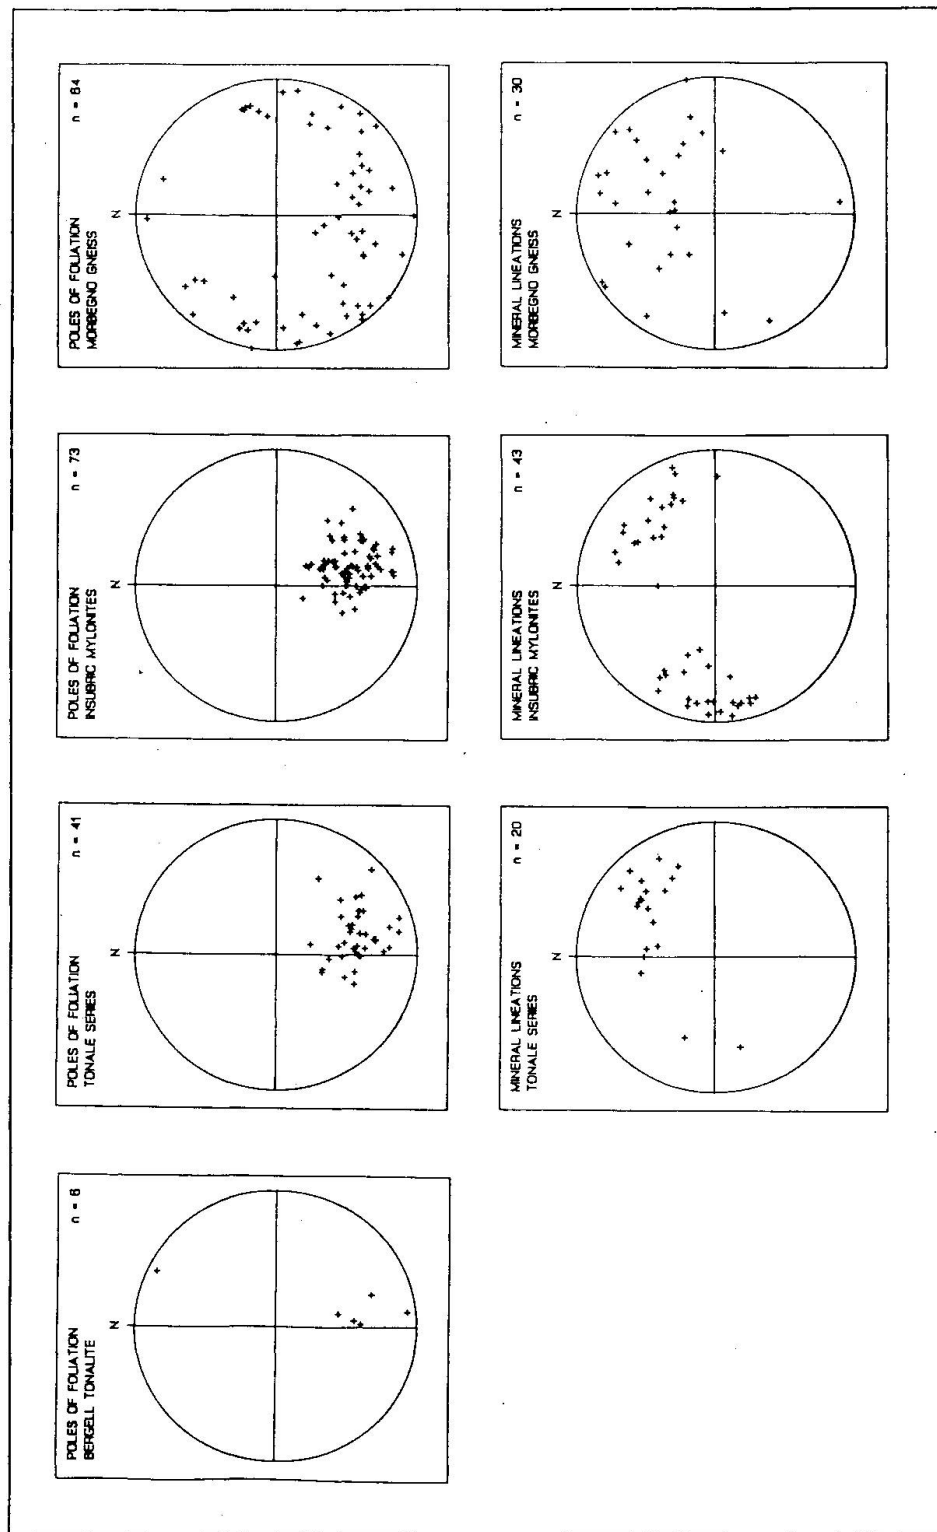 POLES OF FOLIATION n = 6
BERGELL TONALITE
N
POLES OF FOLIATION n = 41
TONALE SERIES
N
POLES OF FOLIATION n = 73
INSUBRIC MYLONITES
N
POLES OF FOLIATION n = 64
MORBEGNO GNEISS
N
MINERAL LINEATIONS n = 20
TONALE SERIES
N
MINERAL LINEATIONS n = 43
INSUBRIC MYLONITES
N
MINERAL LINEATIONS n = 30
MORBEGNO GNEISS
N